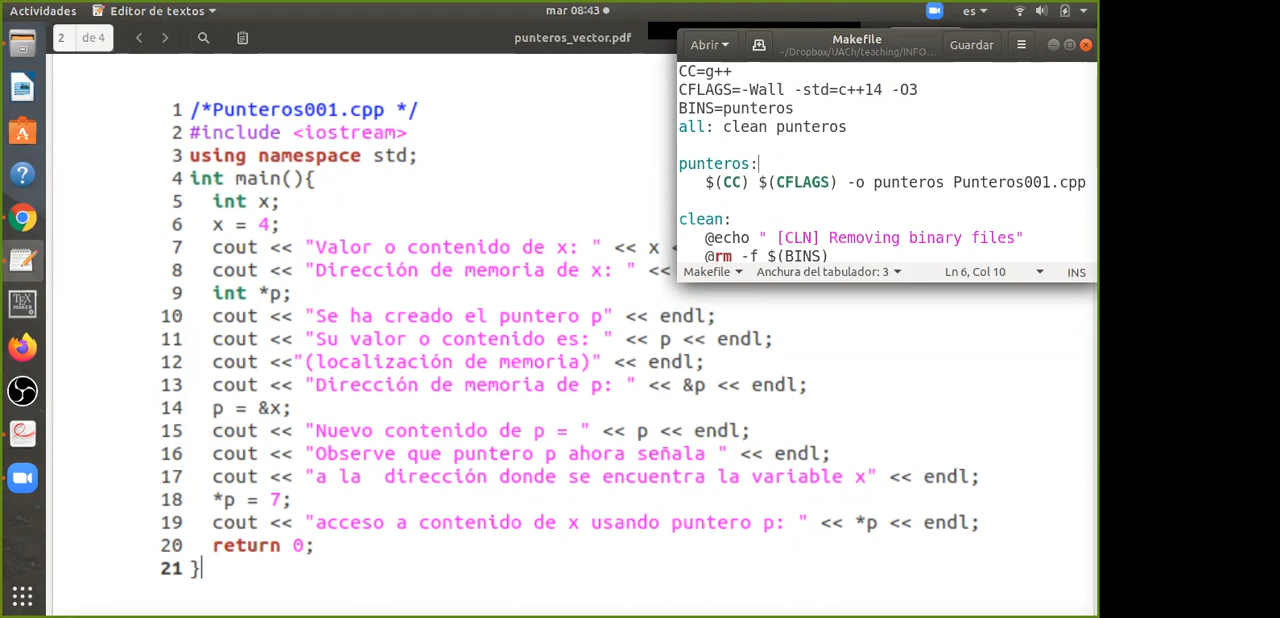 Actividades Editor de textos mar 08:43 es
2 de 4 punteros_vector.pdf
1 /*Punteros001.cpp */
2 #include <iostream>
3 using namespace std;
4 int main(){
5 int x;
6 x = 4;
7 cout << "Valor o contenido de x: " << x <
8 cout << "Dirección de memoria de x: " <<
9 int *p;
10 cout << "Se ha creado el puntero p" << endl;
11 cout << "Su valor o contenido es: " << p << endl;
12 cout <<"(localización de memoria)" << endl;
13 cout << "Dirección de memoria de p: " << &p << endl;
14 p = &x;
15 cout << "Nuevo contenido de p = " << p << endl;
16 cout << "Observe que puntero p ahora señala " << endl;
17 cout << "a la  dirección donde se encuentra la variable x" << endl;
18 *p = 7;
19 cout << "acceso a contenido de x usando puntero p: " << *p << endl;
20 return 0;
21 }
Abrir Makefile Guardar
~/Dropbox/UACh/teaching/INFO...
CC=g++
CFLAGS=-Wall -std=c++14 -O3
BINS=punteros
all: clean punteros
punteros:
$(CC) $(CFLAGS) -o punteros Punteros001.cpp
clean:
@echo " [CLN] Removing binary files"
@rm -f $(BINS)
Makefile Anchura del tabulador: 3 Ln 6, Col 10 INS
TEX
MAKER